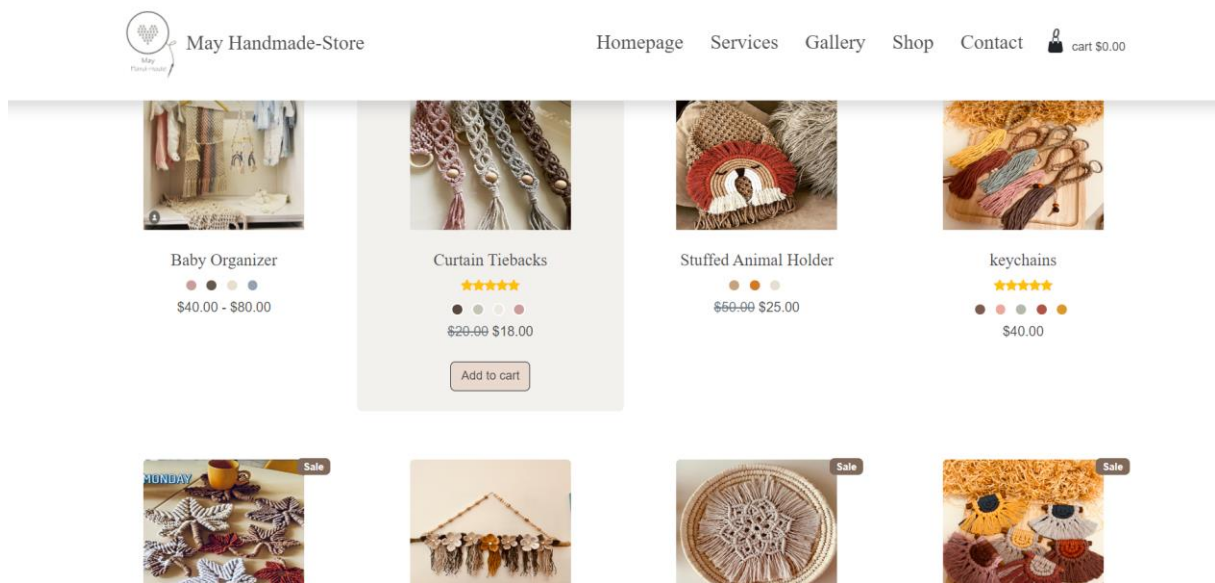 May Handmade-Store
Homepage
Services
Gallery
Shop
Contact
cart $0.00
May
Baby Organizer
$40.00 - $80.00
Curtain Tiebacks
$20.00 $18.00
Add to cart
Stuffed Animal Holder
$50.00 $25.00
keychains
$40.00
MUNDAY
Sale
Sale
Sale